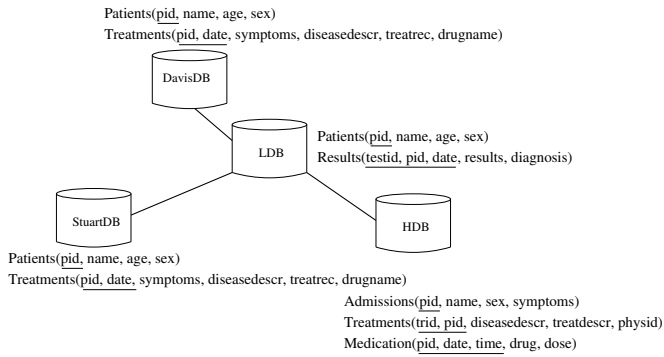 Patients(pid, name, age, sex)
Treatments(pid, date, symptoms, diseasedescr, treatrec, drugname)
DavisDB
LDB
Patients(pid, name, age, sex)
Results(testid, pid, date, results, diagnosis)
StuartDB
HDB
Patients(pid, name, age, sex)
Treatments(pid, date, symptoms, diseasedescr, treatrec, drugname)
Admissions(pid, name, sex, symptoms)
Treatments(trid, pid, diseasedescr, treatdescr, physid)
Medication(pid, date, time, drug, dose)